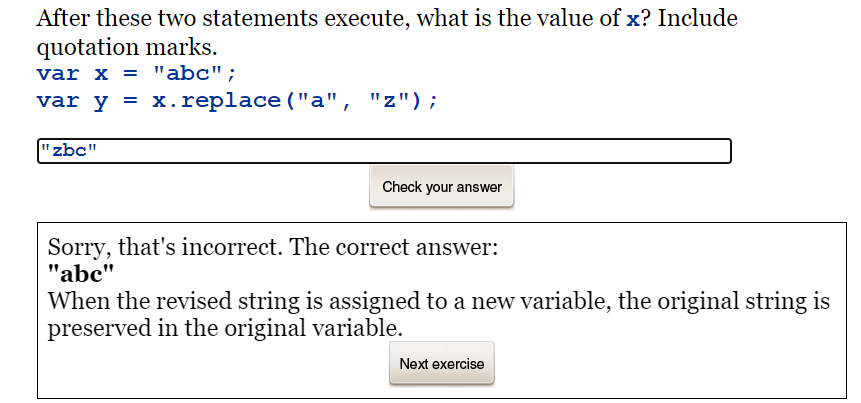 After these two statements execute, what is the value of x? Include
quotation marks.
var x = "abc";
var y = x.replace("a", "z");
"zbc"
Check your answer
Sorry, that's incorrect. The correct answer:
"abc"
When the revised string is assigned to a new variable, the original string is
preserved in the original variable.
Next exercise